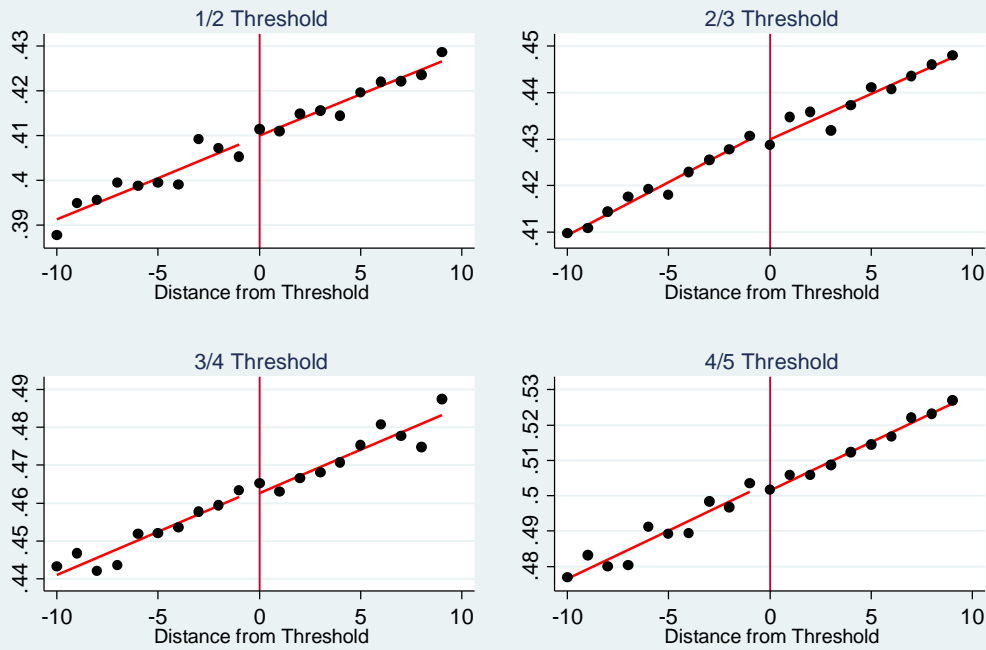 1/2 Threshold
.43
.42
.41
.4
.39
-10 -5 0 5 10
Distance from Threshold
2/3 Threshold
.45
.44
.43
.42
.41
-10 -5 0 5 10
Distance from Threshold
3/4 Threshold
.49
.48
.47
.46
.45
.44
-10 -5 0 5 10
Distance from Threshold
4/5 Threshold
.53
.52
.51
.5
.49
.48
-10 -5 0 5 10
Distance from Threshold